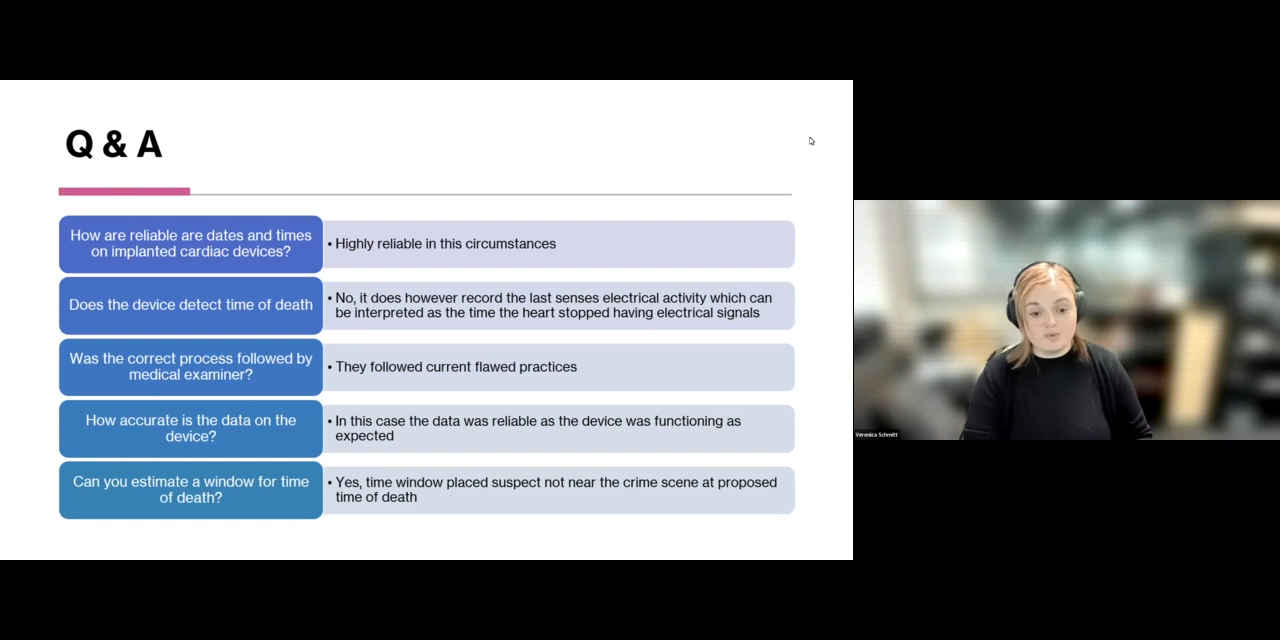 Q & A
How are reliable are dates and times
on implanted cardiac devices?
• Highly reliable in this circumstances
Does the device detect time of death
• No, it does however record the last senses electrical activity which can
be interpreted as the time the heart stopped having electrical signals
Was the correct process followed by
medical examiner?
• They followed current flawed practices
How accurate is the data on the
device?
• In this case the data was reliable as the device was functioning as
expected
Can you estimate a window for time
of death?
• Yes, time window placed suspect not near the crime scene at proposed
time of death
Veronica Schmitt